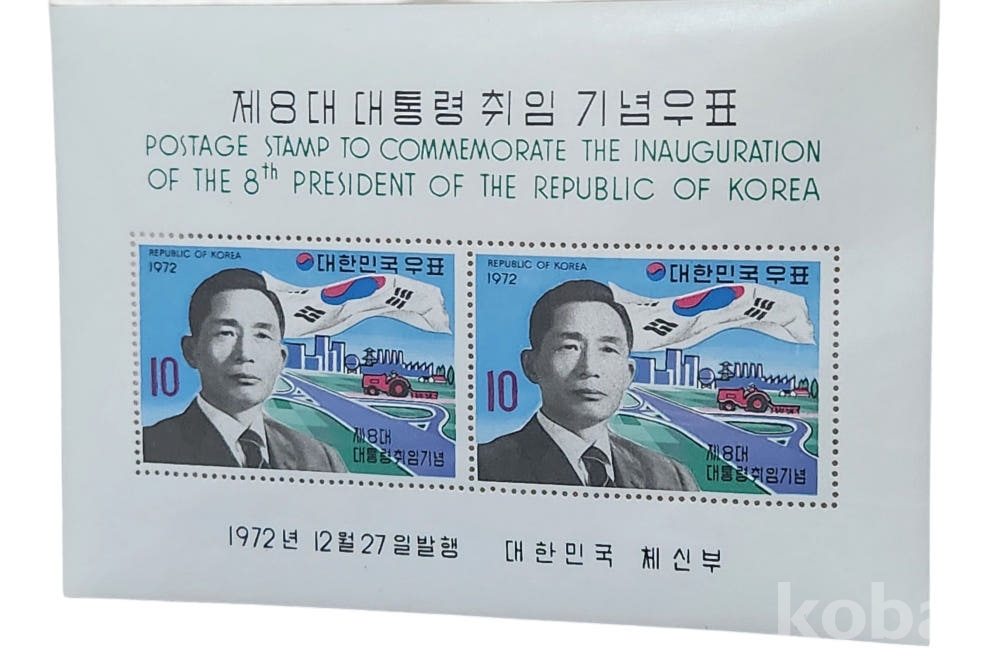 제8대 대통령 취임 기념우표
POSTAGE STAMP TO COMMEMORATE THE INAUGURATION
OF THE 8th PRESIDENT OF THE REPUBLIC OF KOREA
REPUBLIC OF KOREA
1972
대한민국우표
10
제8대
대통령취임기념
REPUBLIC OF KOREA
1972
대한민국우표
10
제8대
대통령취임기념
1972년 12월 27일발행 대한민국 체신부